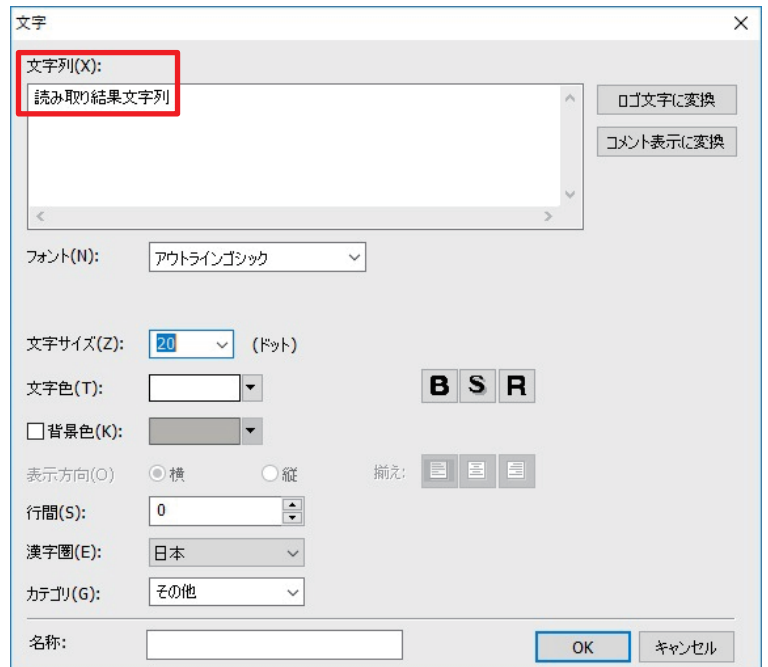 文字
文字列(X):
読み取り結果文字列
ロゴ文字に変換
コメント表示に変換
フォント(N): アウトラインゴシック
文字サイズ(Z): 20 (ドット)
文字色(T): B S R
背景色(K):
表示方向(O) 横 縦 揃え:
行間(S): 0
漢字圏(E): 日本
カテゴリ(G): その他
名称: OK キャンセル